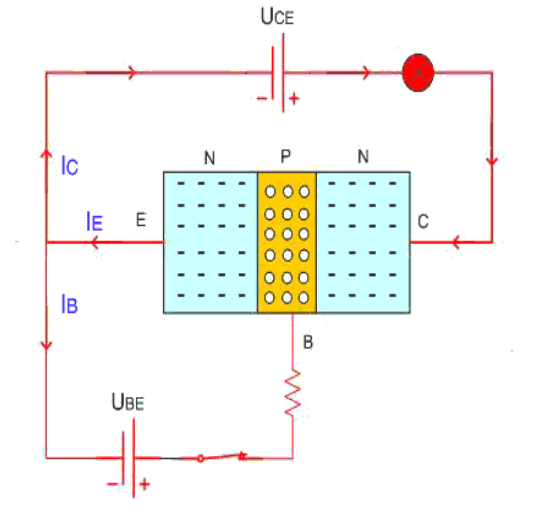 UCE
- +
IC
N P N
IE E
C
IB
B
UBE
- +